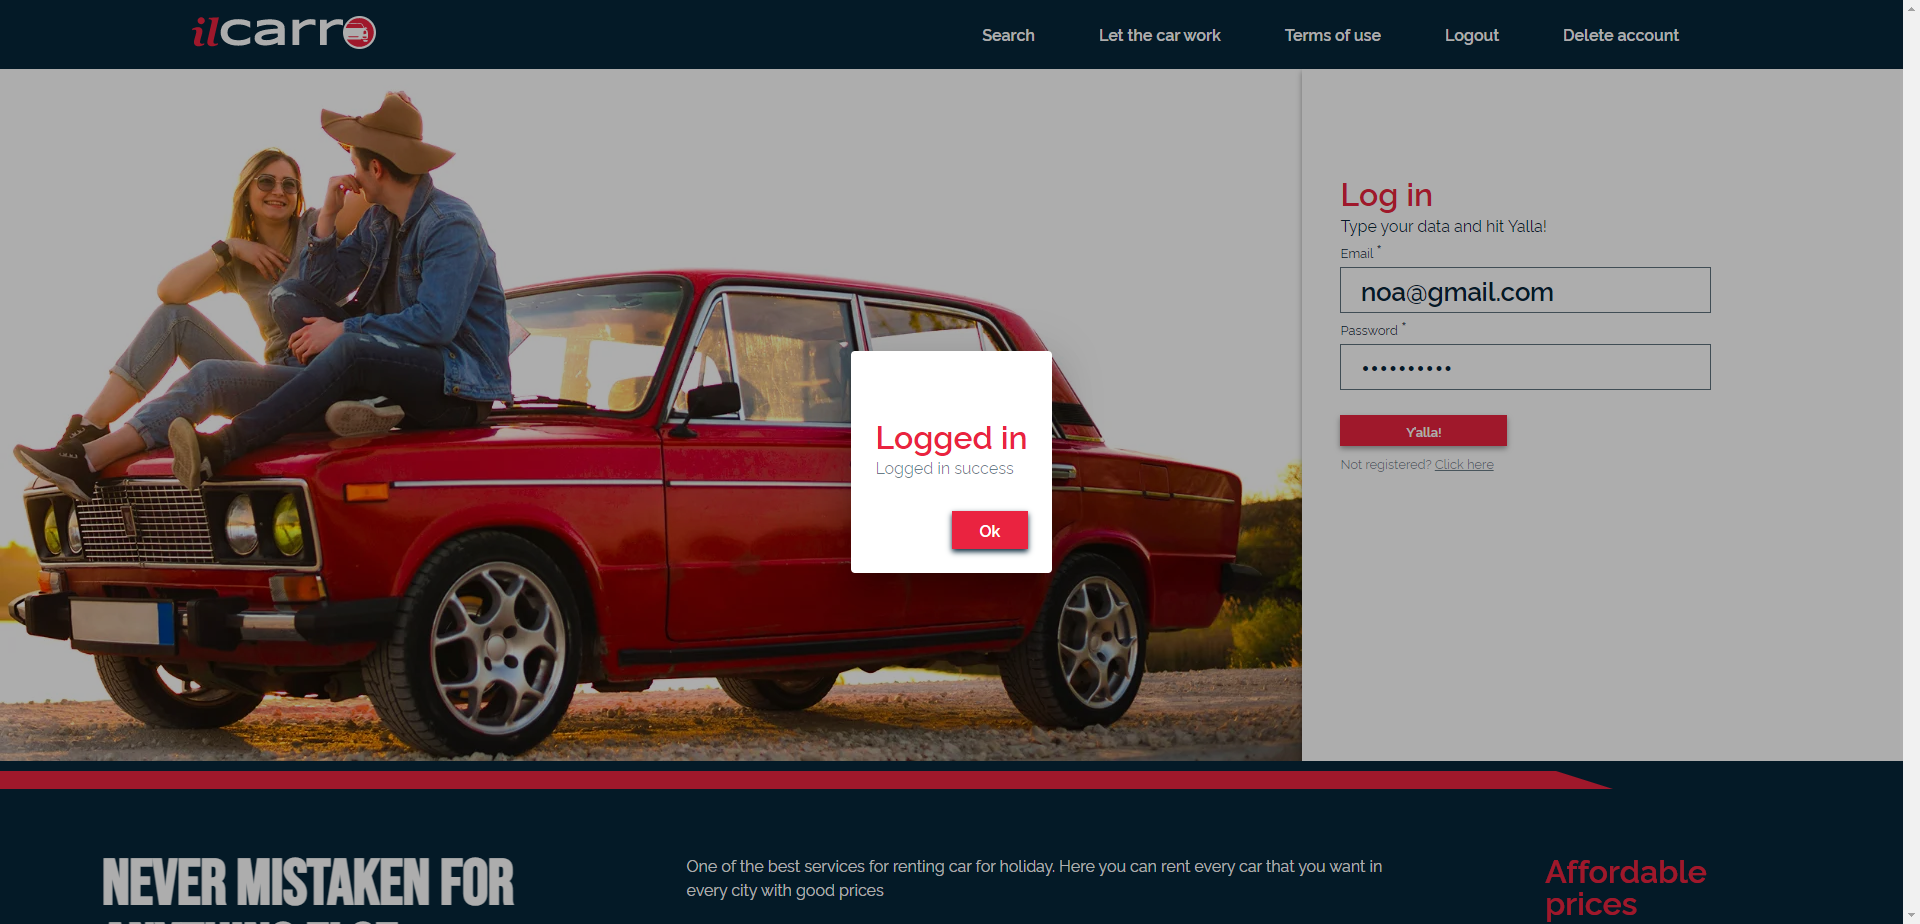 ilcarro
Search
Let the car work
Terms of use
Logout
Delete account
Log in
Type your data and hit Yalla!
Email *
noa@gmail.com
Password *
••••••••••
Yalla!
Not registered? Click here
Logged in
Logged in success
Ok
NEVER MISTAKEN FOR
One of the best services for renting car for holiday. Here you can rent every car that you want in
every city with good prices
Affordable
prices